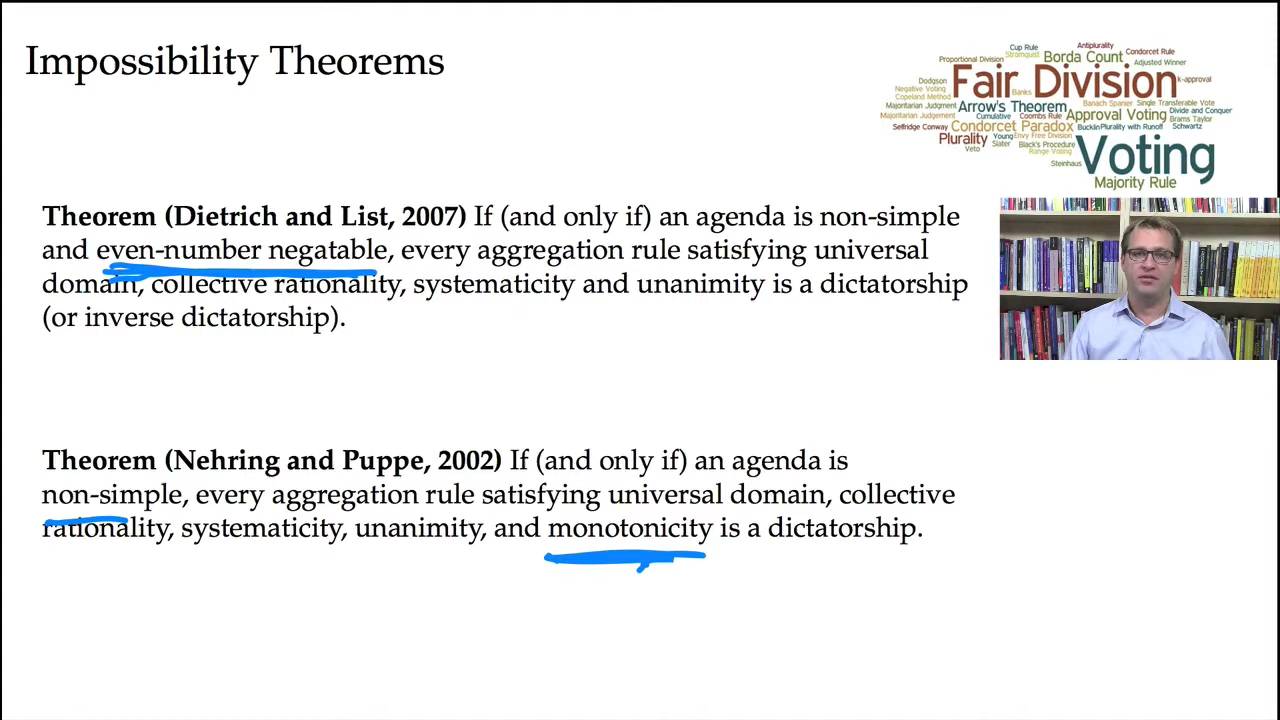 Impossibility Theorems
Cup Rule
Antiplurality
Stromquist
Borda Count
Condorcet Rule
Proportional Division
Adjusted Winner
Dodgson
Fair Division
k-approval
Negative Voting
Banks
Copeland Method
Majoritarian Judgment
Arrow's Theorem
Banach Spanier
Single Transferable Vote
Majoritarian Judgement
Cumulative
Coombs Rule
Approval Voting
Divide and Conquer
Brams Taylor
Selfridge Conway
Condorcet Paradox
Bucklin
Plurality with Runoff
Schwartz
Plurality
Young
Envy Free Division
Slater
Black's Procedure
Voting
Veto
Range Voting
Steinhaus
Majority Rule
Theorem (Dietrich and List, 2007) If (and only if) an agenda is non-simple
and even-number negatable, every aggregation rule satisfying universal
domain, collective rationality, systematicity and unanimity is a dictatorship
(or inverse dictatorship).
Theorem (Nehring and Puppe, 2002) If (and only if) an agenda is
non-simple, every aggregation rule satisfying universal domain, collective
rationality, systematicity, unanimity, and monotonicity is a dictatorship.